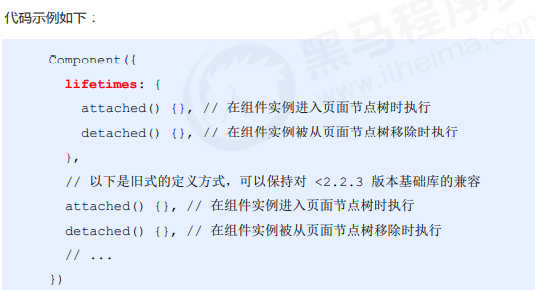 代码示例如下：
Component({
lifetimes: {
attached() {}, // 在组件实例进入页面节点树时执行
detached() {}, // 在组件实例被从页面节点树移除时执行
},
// 以下是旧式的定义方式，可以保持对 <2.2.3 版本基础库的兼容
attached() {}, // 在组件实例进入页面节点树时执行
detached() {}, // 在组件实例被从页面节点树移除时执行
// ...
})
黑马程序员
www.itheima.com